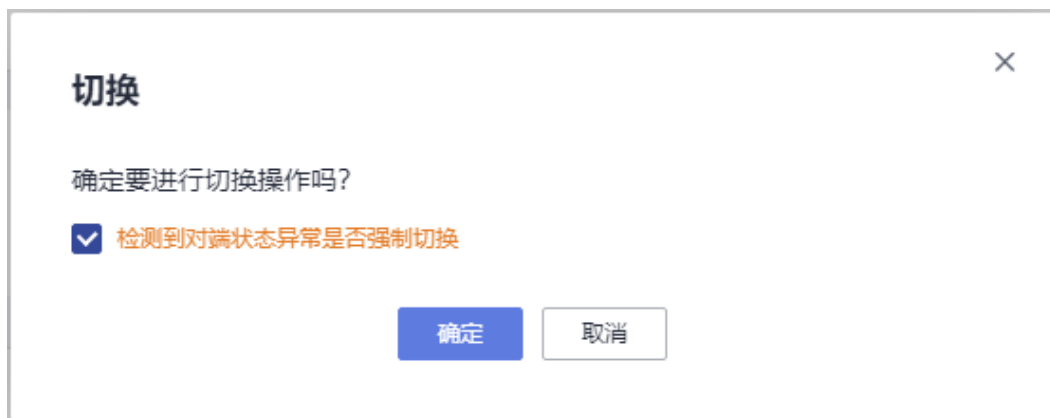 切换
确定要进行切换操作吗?
检测到对端状态异常是否强制切换
确定
取消